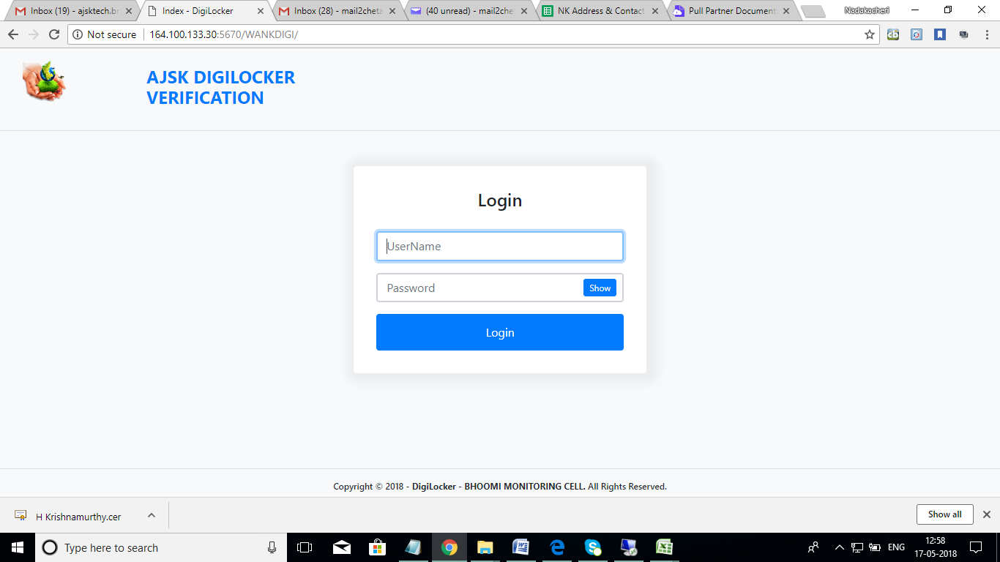 Inbox (19) - ajsktech.br
Index - DigiLocker
Inbox (28) - mail2cheta
(40 unread) - mail2che
NK Address & Contact
Pull Partner Document
Nadakacheri
Not secure
164.100.133.30:5670/WANKDIGI/
AJSK DIGILOCKER
VERIFICATION
Login
UserName
Password
Show
Login
Copyright © 2018 - DigiLocker - BHOOMI MONITORING CELL. All Rights Reserved.
H Krishnamurthy.cer
Show all
Type here to search
ENG
12:58
17-05-2018